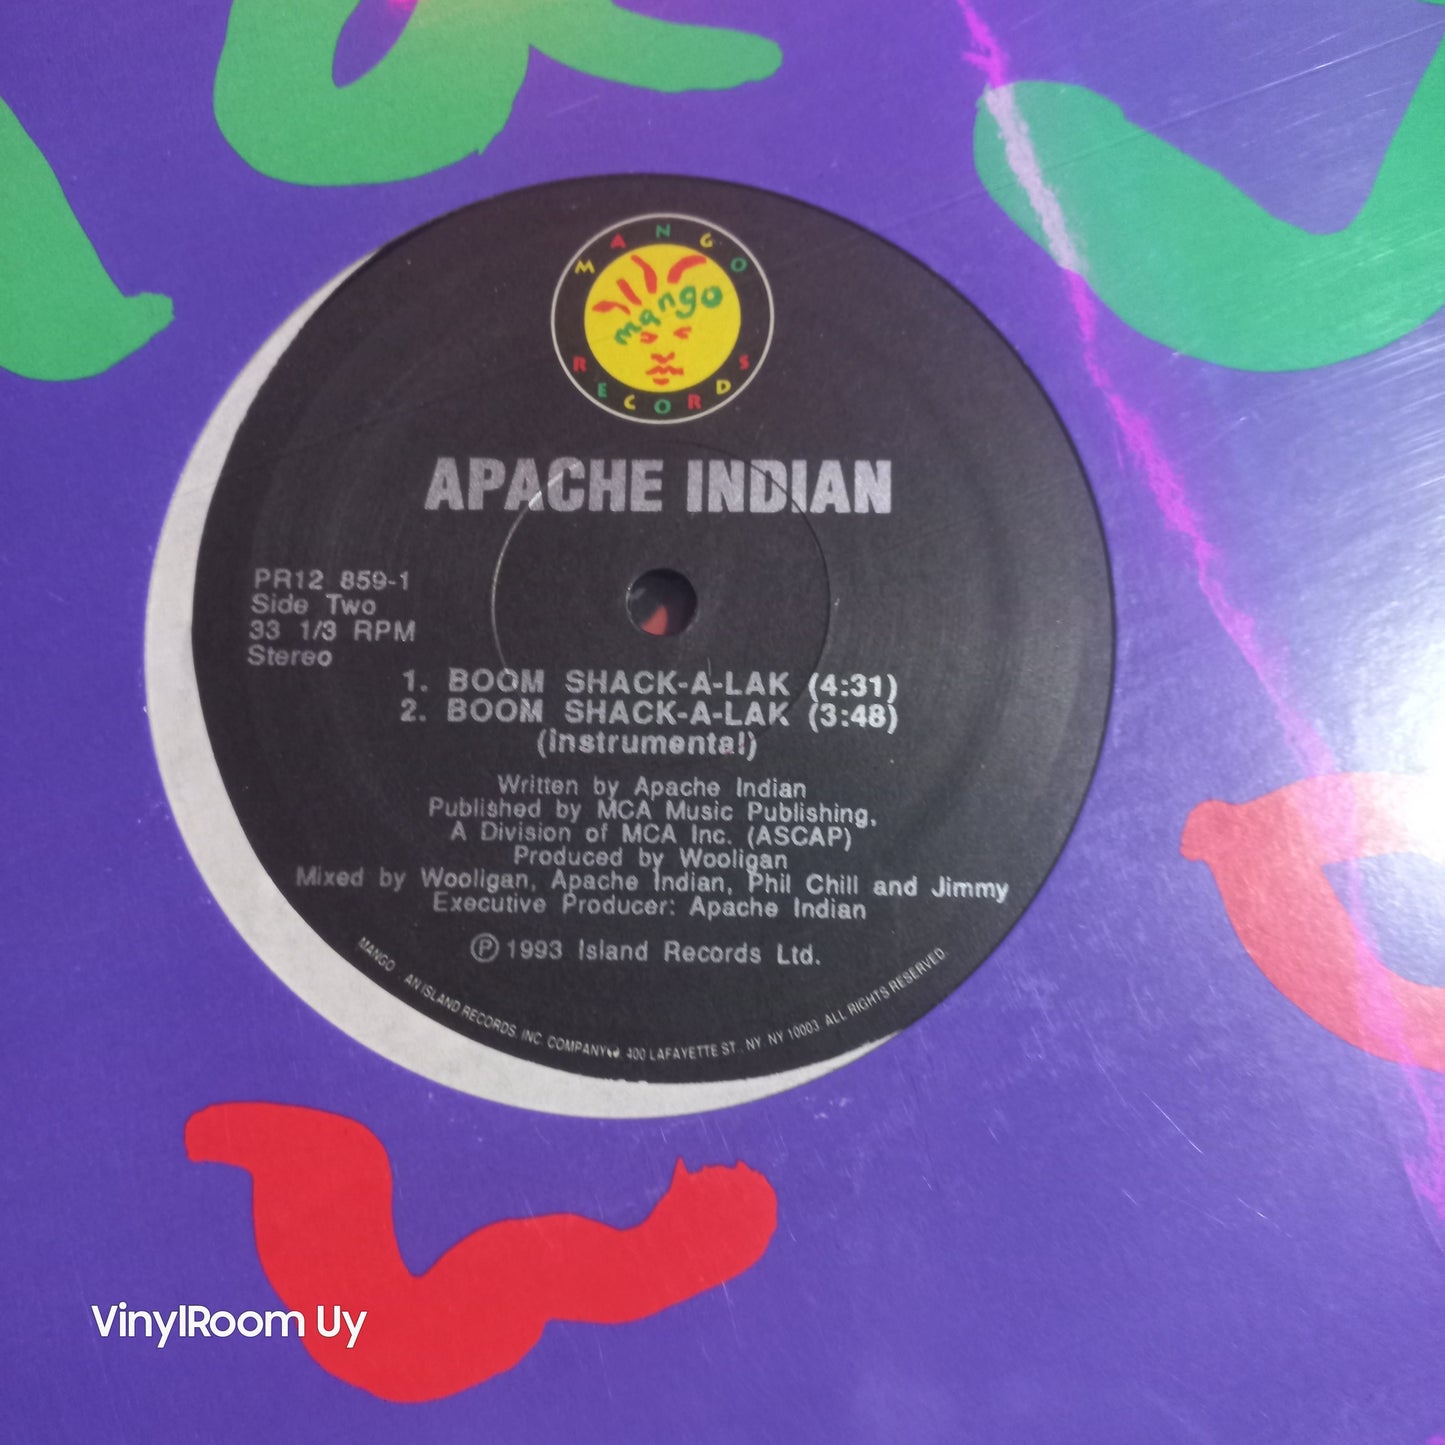 MANGO
mango
RECORDS
APACHE INDIAN
PR12 859-1
Side Two
33 1/3 RPM
Stereo
1. BOOM SHACK-A-LAK (4:31)
2. BOOM SHACK-A-LAK (3:48)
(instrumental)
Written by Apache Indian
Published by MCA Music Publishing,
A Division of MCA Inc. (ASCAP)
Produced by Wooligan
Mixed by Wooligan, Apache Indian, Phil Chill and Jimmy
Executive Producer: Apache Indian
℗ 1993 Island Records Ltd.
MANGO AN ISLAND RECORDS, INC. COMPANY 400 LAFAYETTE ST., NY, NY 10003. ALL RIGHTS RESERVED.
VinylRoom Uy